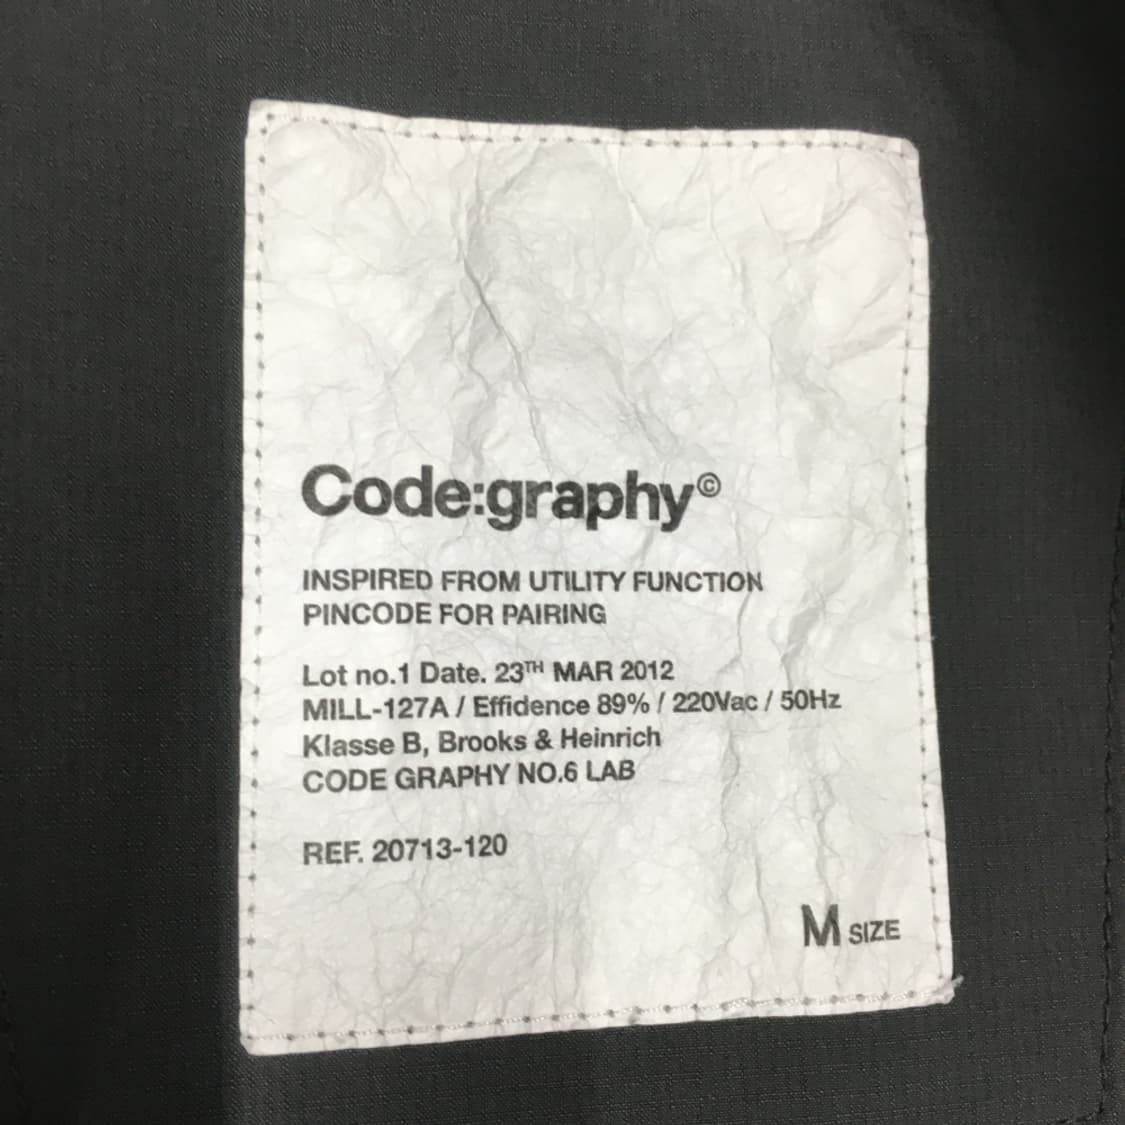 Code:graphy©
INSPIRED FROM UTILITY FUNCTION
PINCODE FOR PAIRING
Lot no.1 Date. 23TH MAR 2012
MILL-127A / Effidence 89% / 220Vac / 50Hz
Klasse B, Brooks & Heinrich
CODE GRAPHY NO.6 LAB
REF. 20713-120
M SIZE